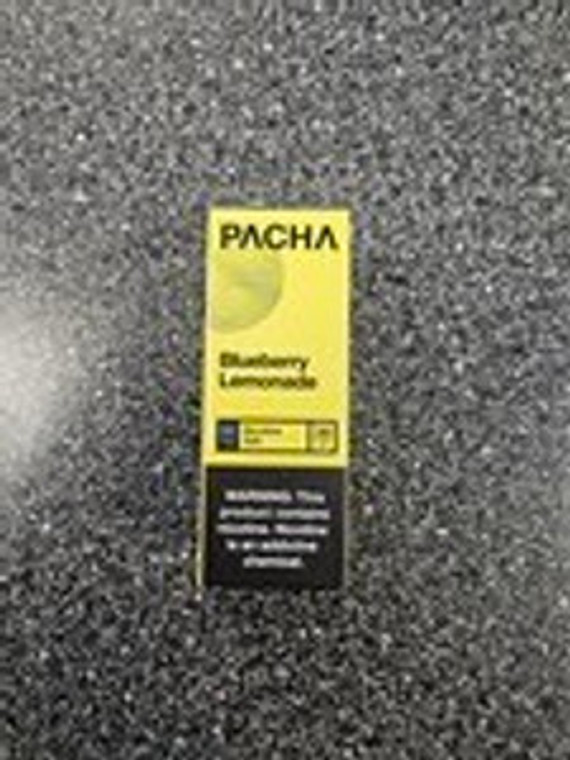 PACHA
Blueberry
Lemonade
WARNING: This
product contains
nicotine. Nicotine
is an addictive
chemical.